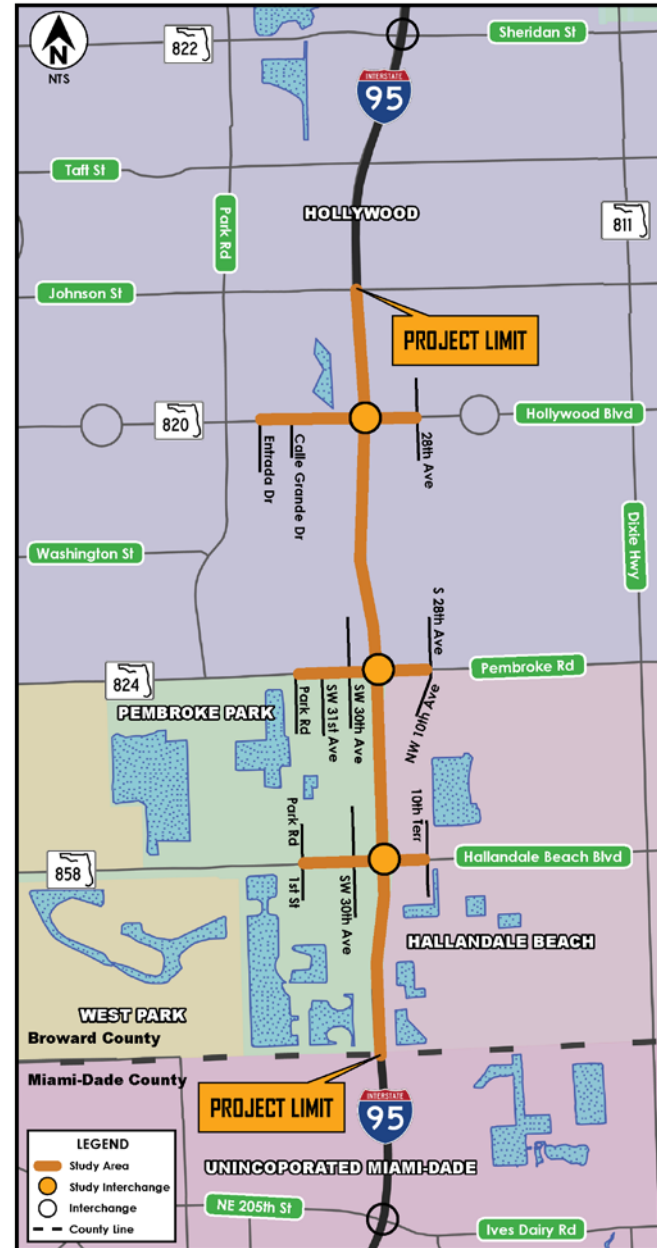 N
NTS
822
Sheridan St
INTERSTATE
95
Taft St
Park Rd
HOLLYWOOD
811
Johnson St
PROJECT LIMIT
820
Hollywood Blvd
Entrada Dr
Calle Grande Dr
28th Ave
Dixie Hwy
Washington St
S 28th Ave
824
Pembroke Rd
PEMBROKE PARK
Park Rd
SW 31st Ave
SW 30th Ave
NW 10th Ave
Park Rd
10th Terr
858
Hallandale Beach Blvd
1st St
SW 30th Ave
HALLANDALE BEACH
WEST PARK
Broward County
Miami-Dade County
PROJECT LIMIT
INTERSTATE
95
LEGEND
Study Area
Study Interchange
Interchange
County Line
UNINCOPORATED MIAMI-DADE
NE 205th St
Ives Dairy Rd